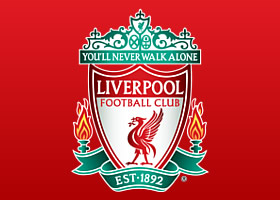 YOU'LL NEVER WALK ALONE
LIVERPOOL
FOOTBALL CLUB
EST·1892
®